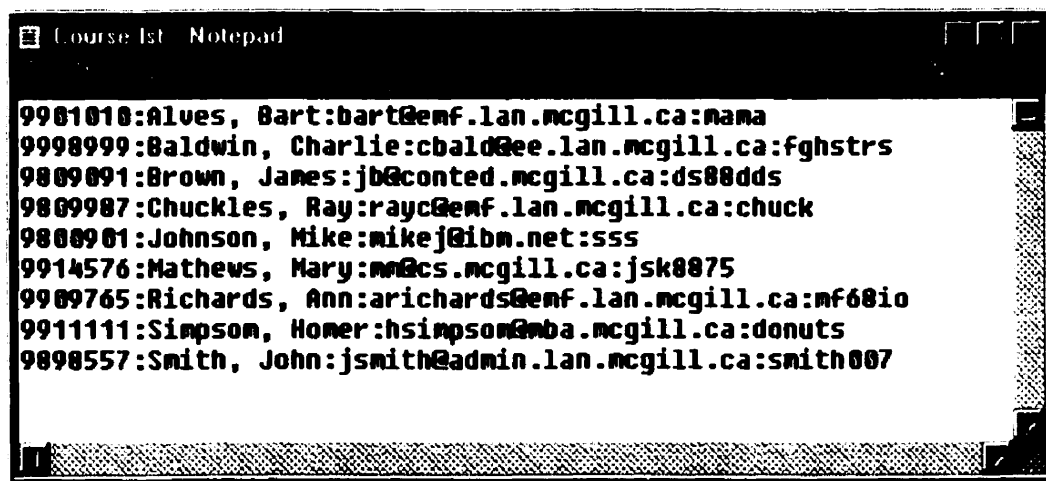 Course lst Notepad
9901010:Alves, Bart:bart@emf.lan.mcgill.ca:mama
9998999:Baldwin, Charlie:cbald@ee.lan.mcgill.ca:fghstrs
9809091:Brown, James:jb@conted.mcgill.ca:ds88dds
9809987:Chuckles, Ray:rayc@emf.lan.mcgill.ca:chuck
9800901:Johnson, Mike:mikej@ibm.net:sss
9914576:Mathews, Mary:mm@cs.mcgill.ca:jsk8875
9909765:Richards, Ann:arichards@emf.lan.mcgill.ca:mf68io
9911111:Simpsom, Homer:hsimpsom@mba.mcgill.ca:donuts
9898557:Smith, John:jsmith@admin.lan.mcgill.ca:smith007